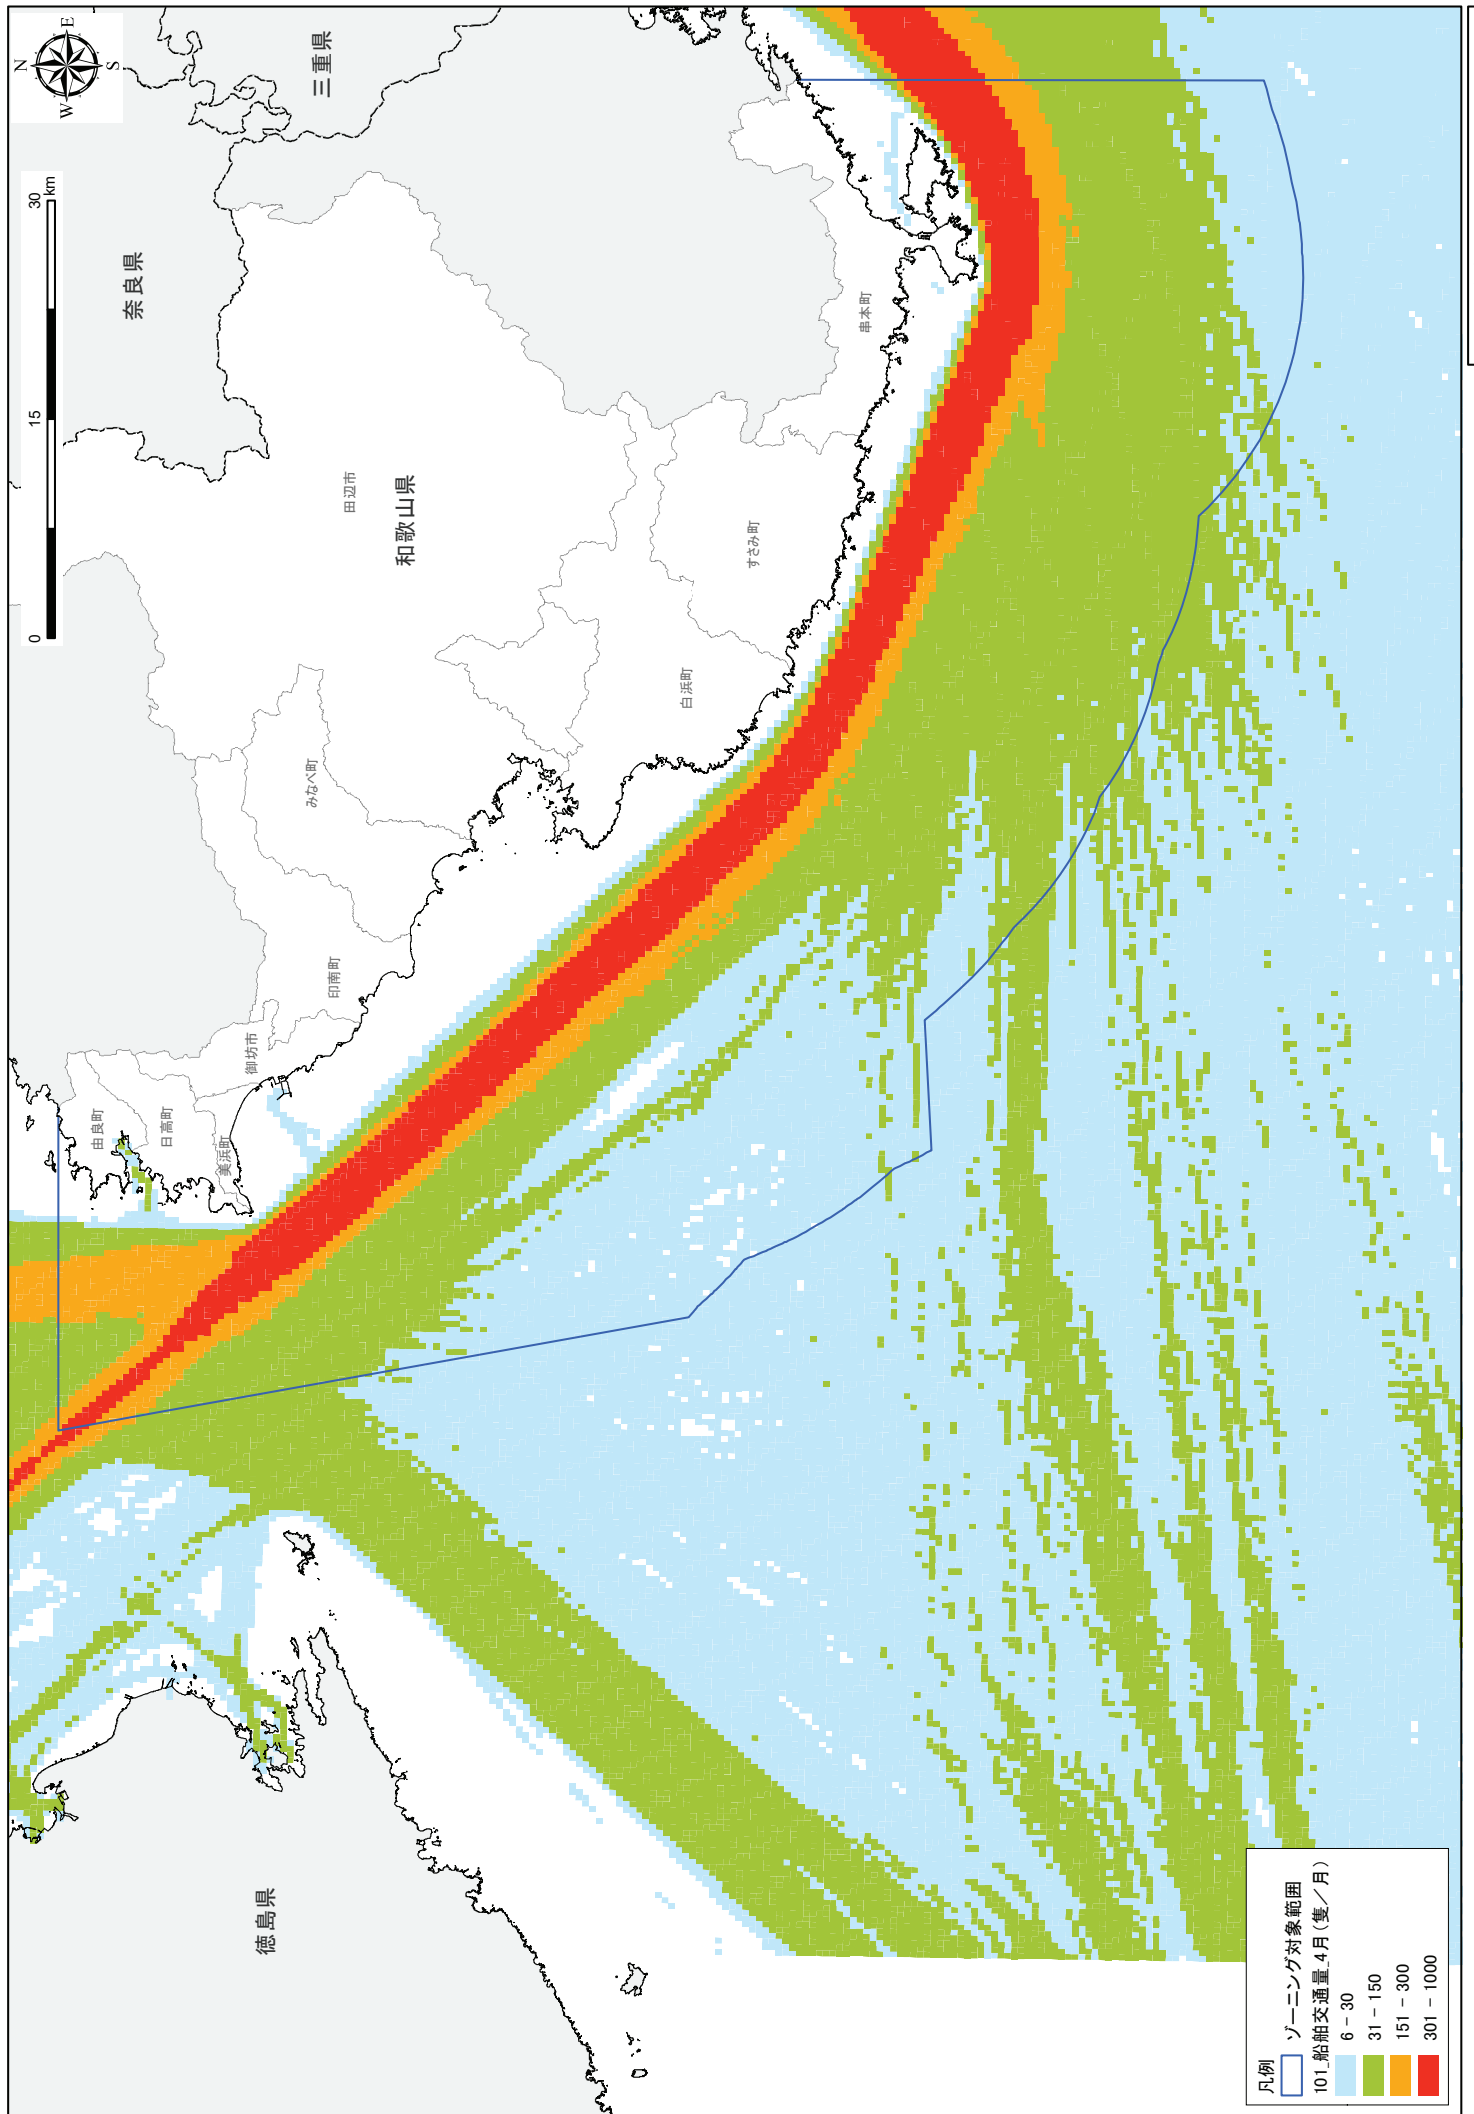 N
E
S
W
0
15
30
km
三重県
奈良県
和歌山県
徳島県
田辺市
みなべ町
印南町
御坊市
由良町
日高町
美浜町
白浜町
すさみ町
串本町
凡例
ゾーニング対象範囲
101_船舶交通量_4月(隻/月)
6 - 30
31 - 150
151 - 300
301 - 1000